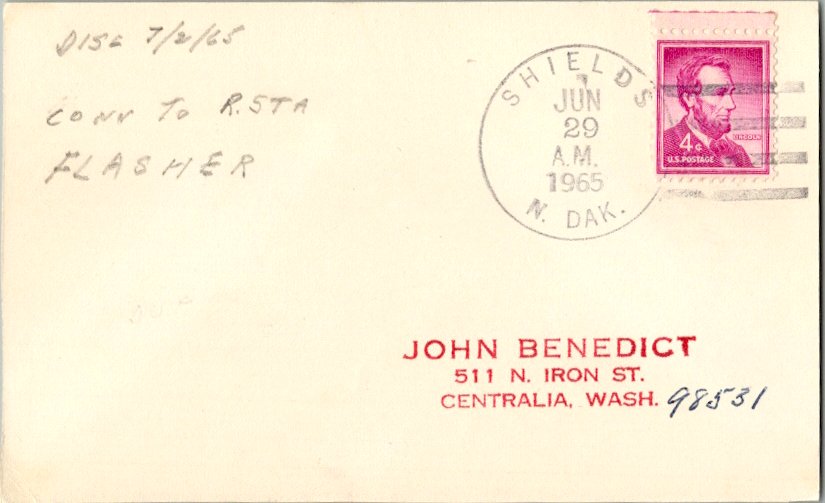 DISC 7/2/65
CONV TO R.STA
FLASHER
SHIELDS
JUN
29
A.M.
1965
N. DAK.
LINCOLN
4¢
U.S. POSTAGE
JOHN BENEDICT
511 N. IRON ST.
CENTRALIA, WASH. 98531